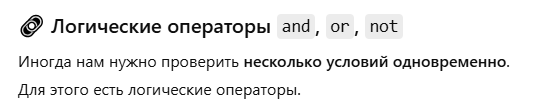 🔗 Логические операторы and, or, not
Иногда нам нужно проверить несколько условий одновременно.
Для этого есть логические операторы.